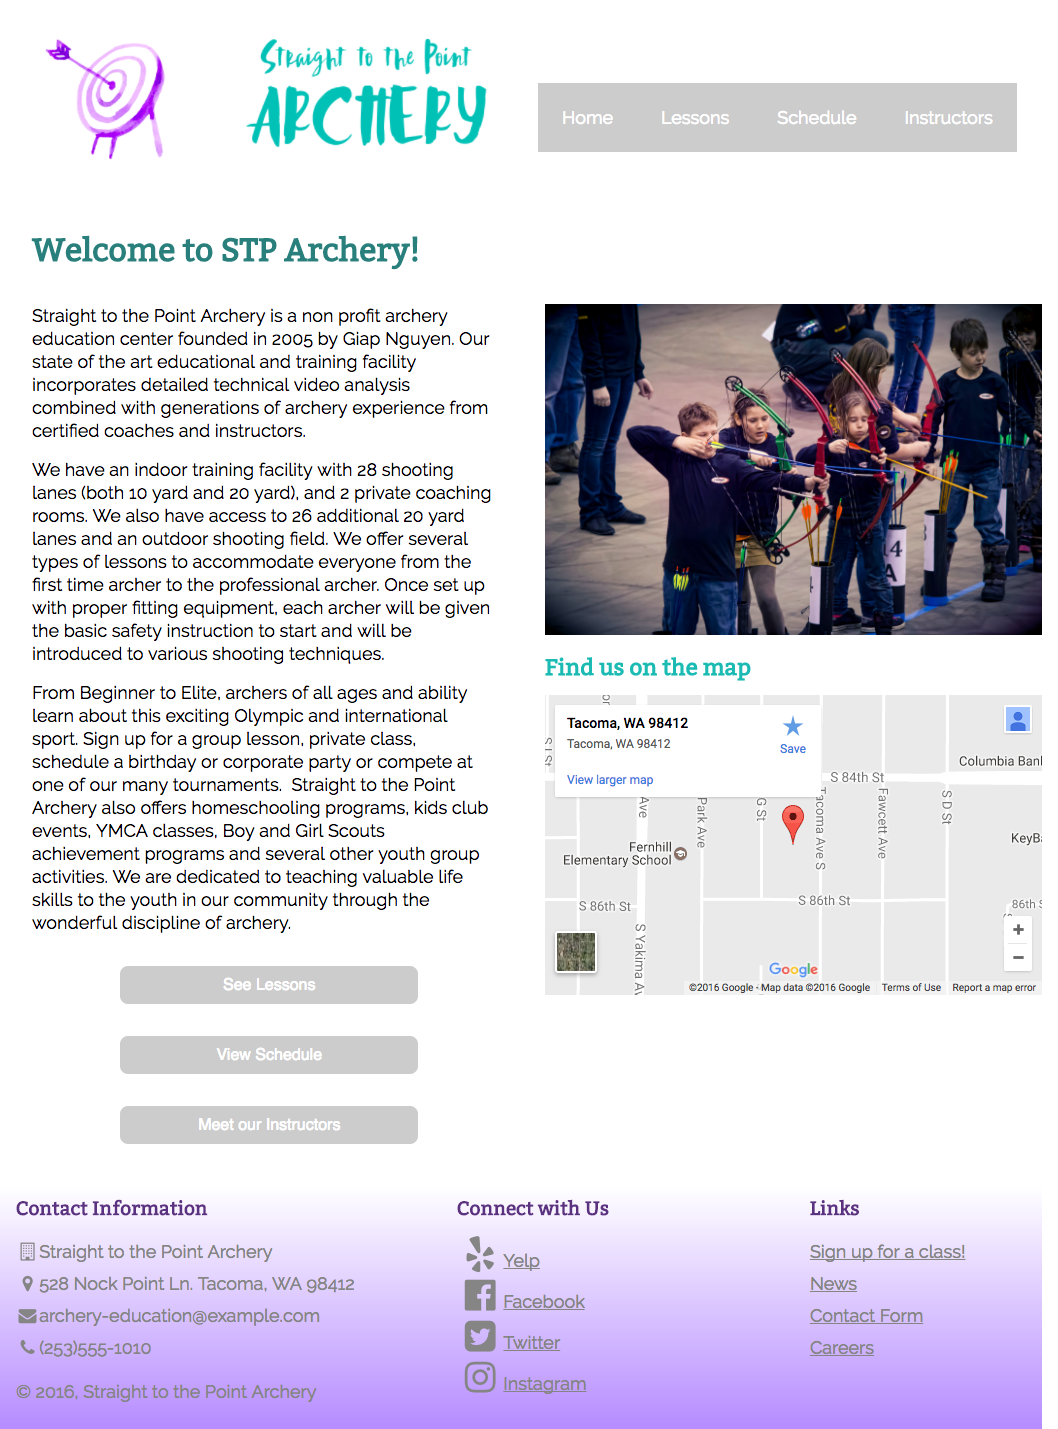 Straight to the Point
ARCHERY
Home
Lessons
Schedule
Instructors
Welcome to STP Archery!
Straight to the Point Archery is a non profit archery
education center founded in 2005 by Giap Nguyen. Our
state of the art educational and training facility
incorporates detailed technical video analysis
combined with generations of archery experience from
certified coaches and instructors.
We have an indoor training facility with 28 shooting
lanes (both 10 yard and 20 yard), and 2 private coaching
rooms. We also have access to 26 additional 20 yard
lanes and an outdoor shooting field. We offer several
types of lessons to accommodate everyone from the
first time archer to the professional archer. Once set up
with proper fitting equipment, each archer will be given
the basic safety instruction to start and will be
introduced to various shooting techniques.
From Beginner to Elite, archers of all ages and ability
learn about this exciting Olympic and international
sport. Sign up for a group lesson, private class,
schedule a birthday or corporate party or compete at
one of our many tournaments.  Straight to the Point
Archery also offers homeschooling programs, kids club
events, YMCA classes, Boy and Girl Scouts
achievement programs and several other youth group
activities. We are dedicated to teaching valuable life
skills to the youth in our community through the
wonderful discipline of archery.
See Lessons
View Schedule
Meet our Instructors
14
A
Find us on the map
Tacoma, WA 98412
Tacoma, WA 98412
Save
View larger map
S 84th St
Columbia Bank
Ave
Park Ave
G St
Tacoma Ave S
Fawcett Ave
S D St
KeyBa
Fernhill
Elementary School
S 86th St
S 86th St
86th S
S Yakima Av
Google
©2016 Google - Map data ©2016 Google
Terms of Use
Report a map error
Contact Information
Straight to the Point Archery
528 Nock Point Ln. Tacoma, WA 98412
archery-education@example.com
(253)555-1010
© 2016, Straight to the Point Archery
Connect with Us
Yelp
Facebook
Twitter
Instagram
Links
Sign up for a class!
News
Contact Form
Careers